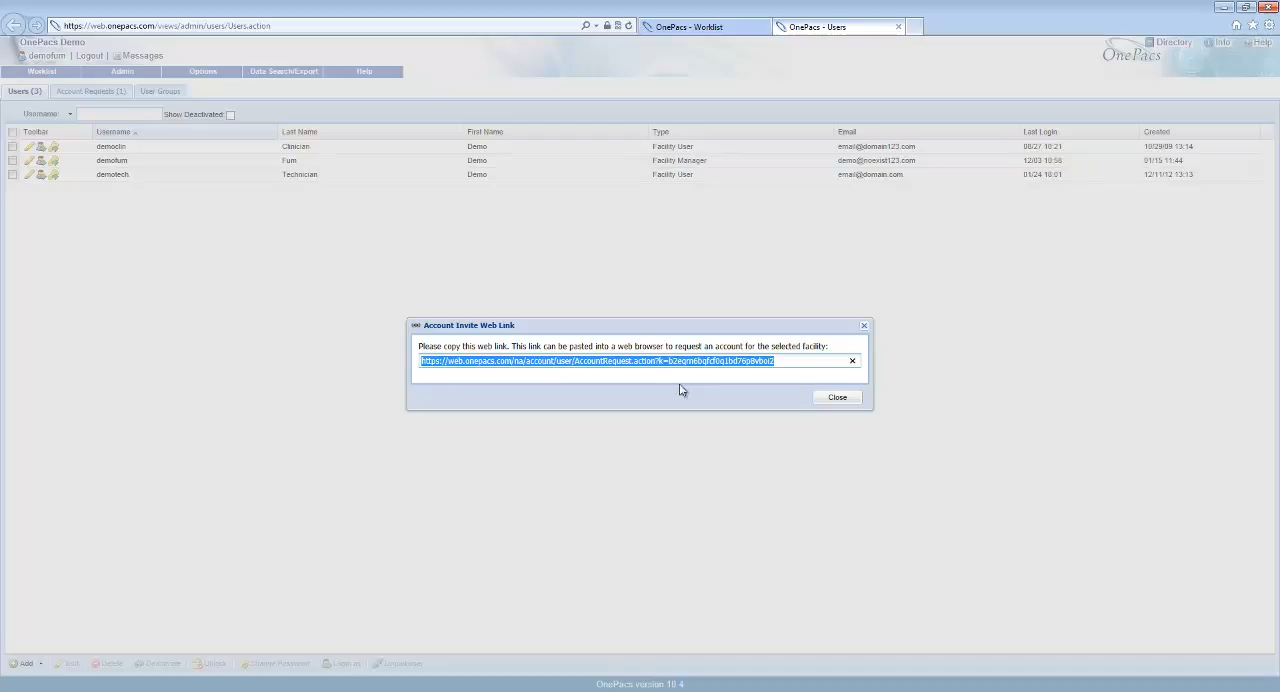 https://web.onepacs.com/views/admin/users/Users.action
OnePacs - Worklist
OnePacs - Users
OnePacs Demo
demofum | Logout | Messages
Directory
Info
Help
OnePacs
Worklist Admin Options Data Search/Export Help
Users (3) Account Requests (1) User Groups
Username: Show Deactivated:
Toolbar Username Last Name First Name Type Email Last Login Created
democlin Clinician Demo Facility User email@domain123.com 08/27 10:21 10/29/09 13:14
demofum Fum Demo Facility Manager demo@noexist123.com 12/03 10:56 01/15 11:44
demotech Technician Demo Facility User email@domain.com 01/24 18:01 12/11/12 13:13
Account Invite Web Link
Please copy this web link. This link can be pasted into a web browser to request an account for the selected facility:
Close
Add Edit Delete Deactivate Unlock Change Password Login as
OnePacs version 10.4